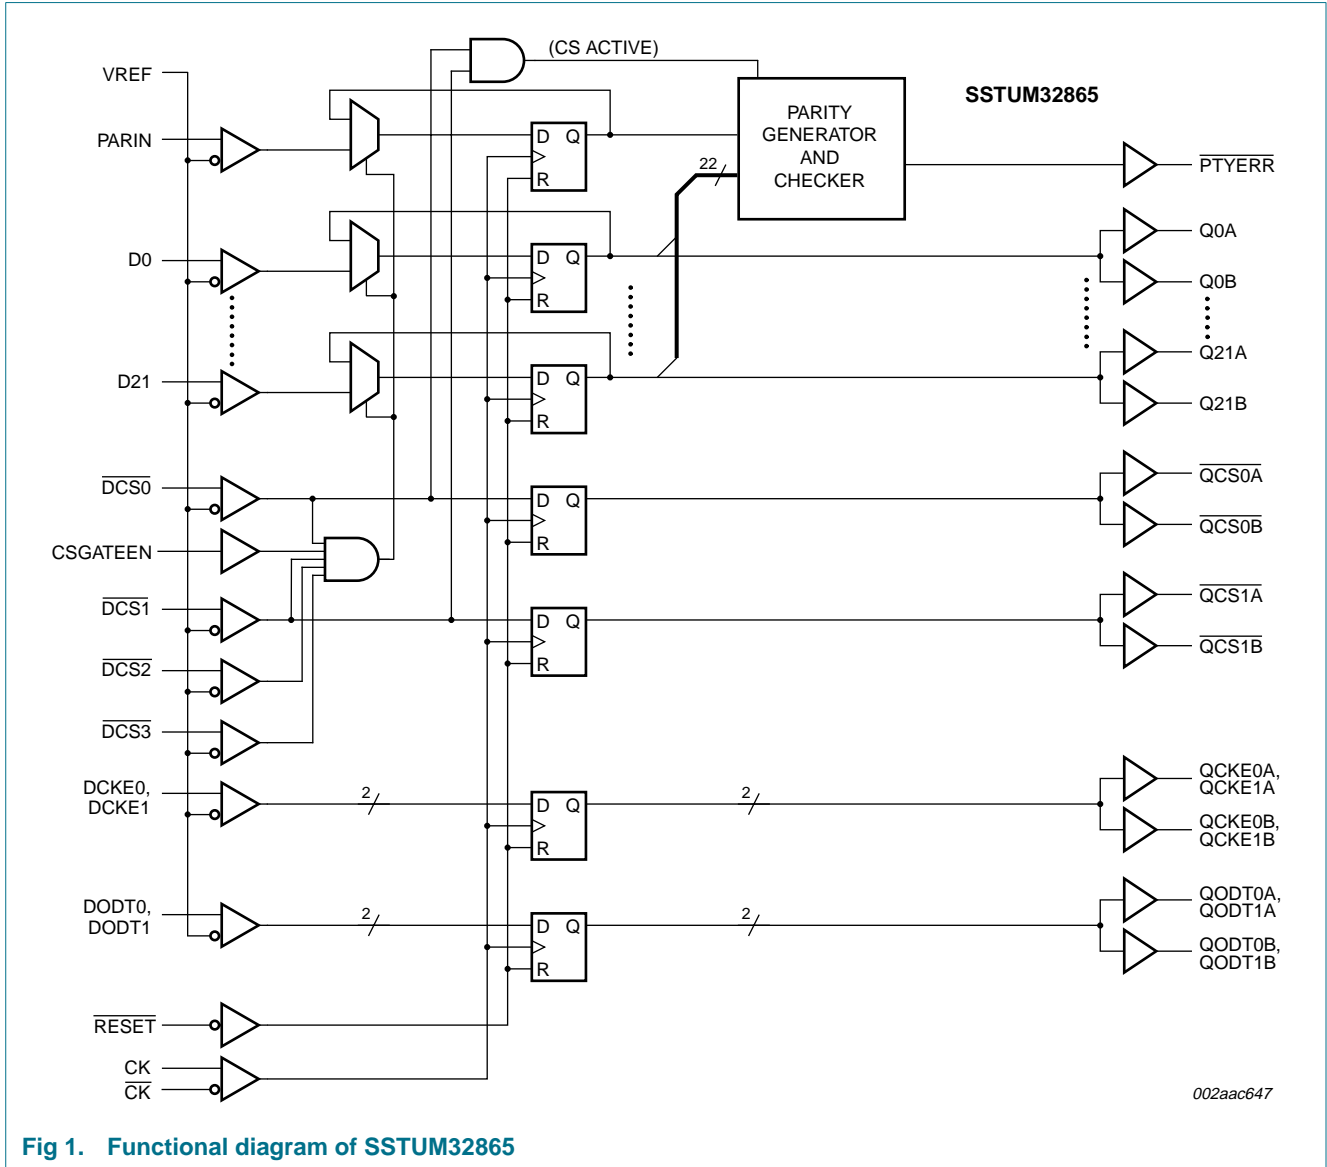 (CS ACTIVE)
VREF
SSTUM32865
PARIN
D Q
R
PARITY
GENERATOR
AND
CHECKER
22
PTYERR
D0
D Q
R
Q0A
Q0B
D21
D Q
R
Q21A
Q21B
DCS0
D Q
R
QCS0A
QCS0B
CSGATEEN
DCS1
D Q
R
QCS1A
QCS1B
DCS2
DCS3
DCKE0,
DCKE1
2
D Q
R
2
QCKE0A,
QCKE1A
QCKE0B,
QCKE1B
DODT0,
DODT1
2
D Q
R
2
QODT0A,
QODT1A
QODT0B,
QODT1B
RESET
CK
CK
002aac647
Fig 1. Functional diagram of SSTUM32865